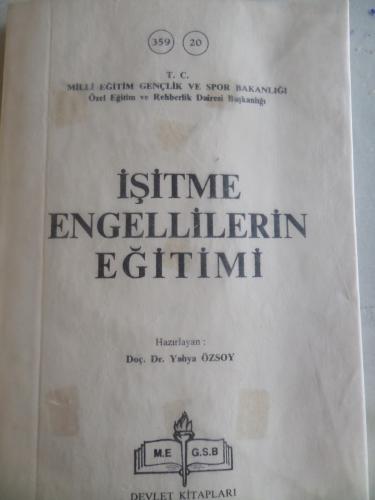 359 20
T. C.
MİLLİ EĞİTİM GENÇLİK VE SPOR BAKANLIĞI
Özel Eğitim ve Rehberlik Dairesi Başkanlığı
İŞİTME
ENGELLİLERİN
EĞİTİMİ
Hazırlayan :
Doç. Dr. Yahya ÖZSOY
M.E G.S.B
DEVLET KİTAPLARI